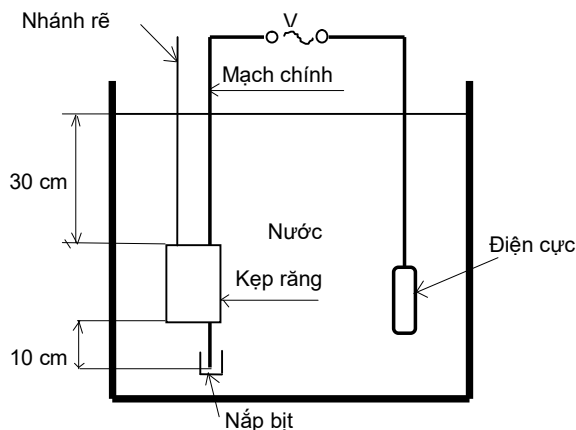 Nhánh rẽ
V
Mạch chính
30 cm
Nước
Điện cực
Kẹp răng
10 cm
Nắp bịt